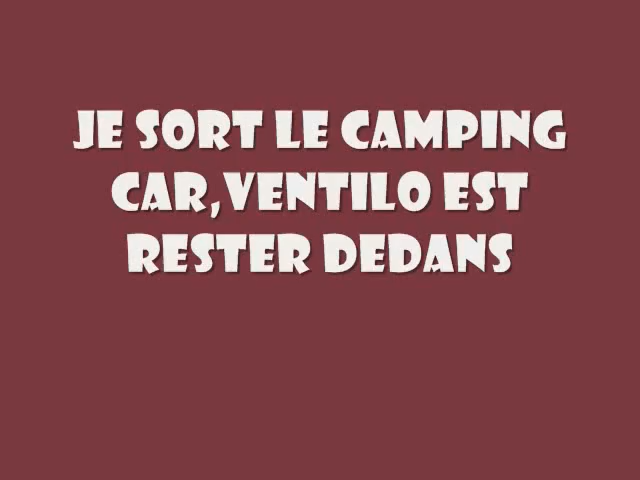 JE SORT LE CAMPING
CAR,VENTILO EST
RESTER DEDANS